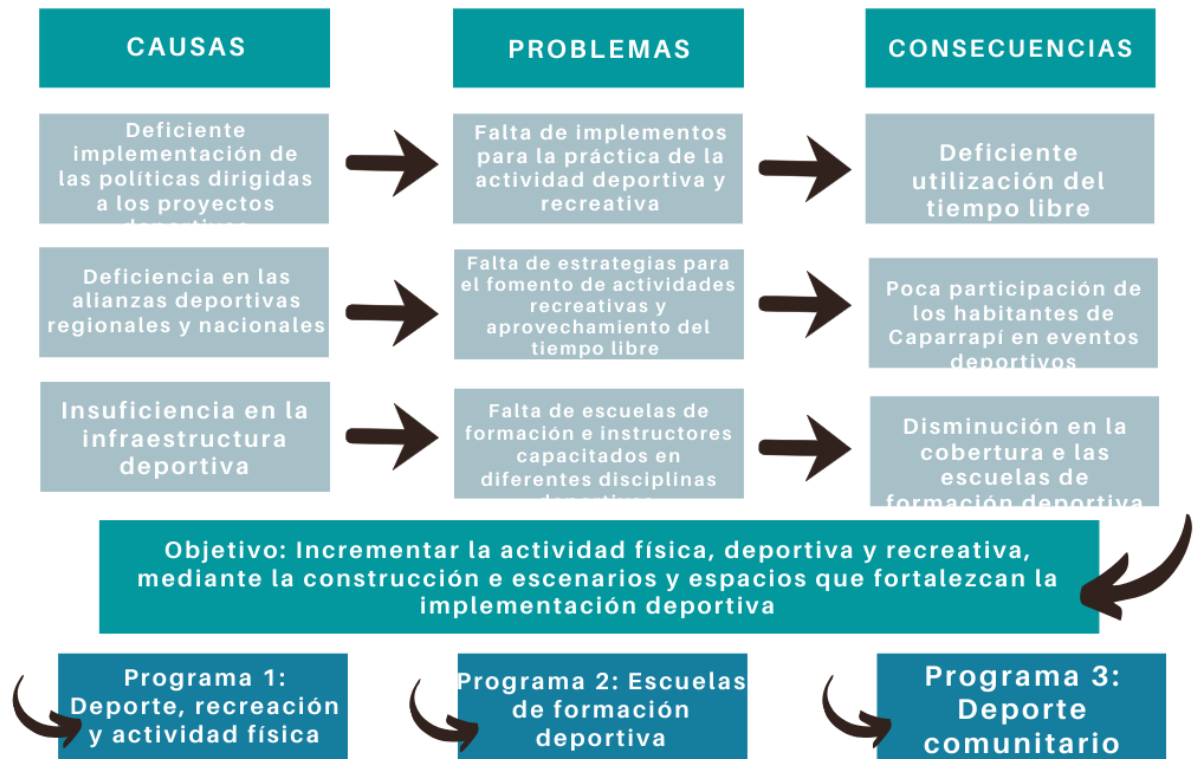 CAUSAS
PROBLEMAS
CONSECUENCIAS
Deficiente
implementación de
las políticas dirigidas
a los proyectos
deportivos
Falta de implementos
para la práctica de la
actividad deportiva y
recreativa
Deficiente
utilización del
tiempo libre
Deficiencia en las
alianzas deportivas
regionales y nacionales
Falta de estrategias para
el fomento de actividades
recreativas y
aprovechamiento del
tiempo libre
Poca participación de
los habitantes de
Caparrapí en eventos
deportivos
Insuficiencia en la
infraestructura
deportiva
Falta de escuelas de
formación e instructores
capacitados en
diferentes disciplinas
deportivas
Disminución en la
cobertura e las
escuelas de
formación deportiva
Objetivo: Incrementar la actividad física, deportiva y recreativa,
mediante la construcción e escenarios y espacios que fortalezcan la
implementación deportiva
Programa 1:
Deporte, recreación
y actividad física
Programa 2: Escuelas
de formación
deportiva
Programa 3:
Deporte
comunitario